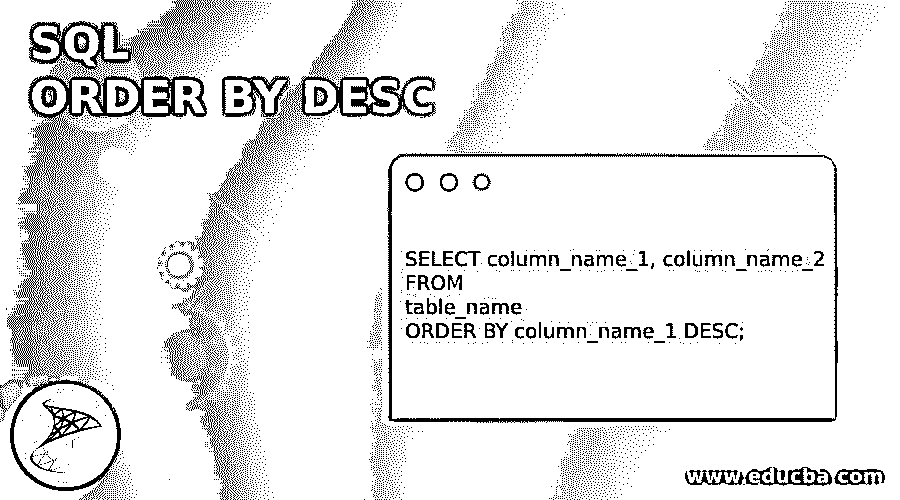 SQL
ORDER BY DESC
SELECT column_name_1, column_name_2
FROM
table_name
ORDER BY column_name_1 DESC;
www.educba.com